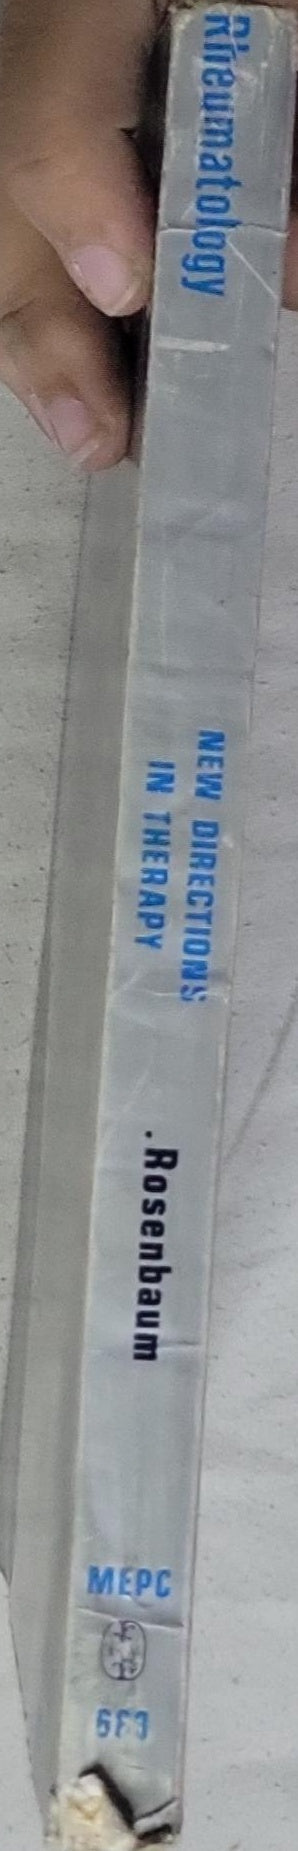 Rheumatology
NEW DIRECTIONS
IN THERAPY
.Rosenbaum
MEPC